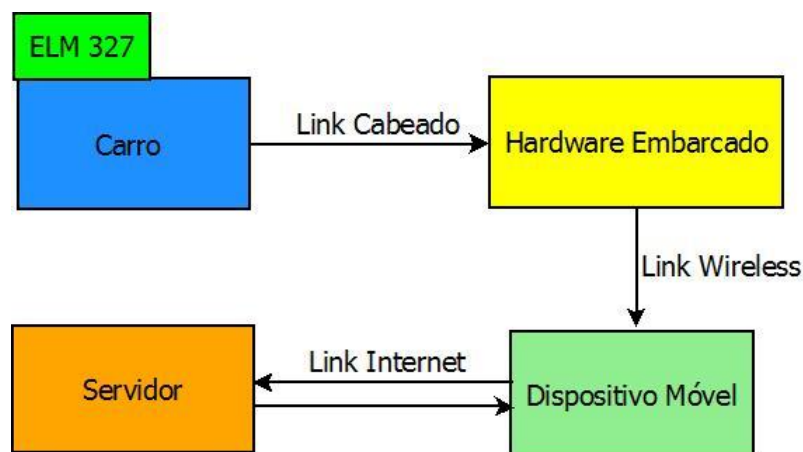 ELM 327
Carro
Link Cabeado
Hardware Embarcado
Link Wireless
Link Internet
Servidor
Dispositivo Móvel